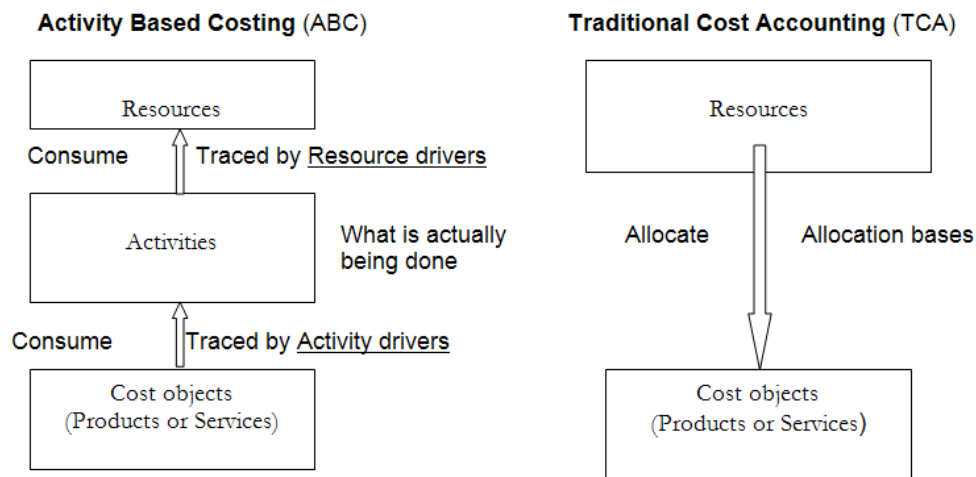 Activity Based Costing (ABC)
Resources
Consume
Traced by Resource drivers
Activities
What is actually
being done
Consume
Traced by Activity drivers
Cost objects
(Products or Services)
Traditional Cost Accounting (TCA)
Resources
Allocate
Allocation bases
Cost objects
(Products or Services)